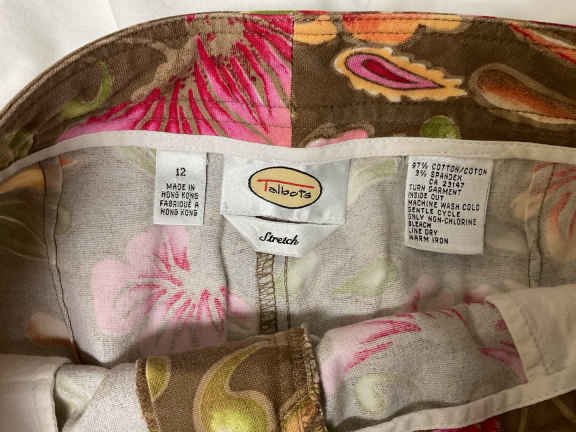 12
MADE IN
HONG KONG
FABRIQUÉ À
HONG KONG
Talbots
Stretch
97% COTTON/COTON
3% SPANDEX
CA 23147
TURN GARMENT
INSIDE OUT
MACHINE WASH COLD
GENTLE CYCLE
ONLY NON-CHLORINE
BLEACH
LINE DRY
WARM IRON